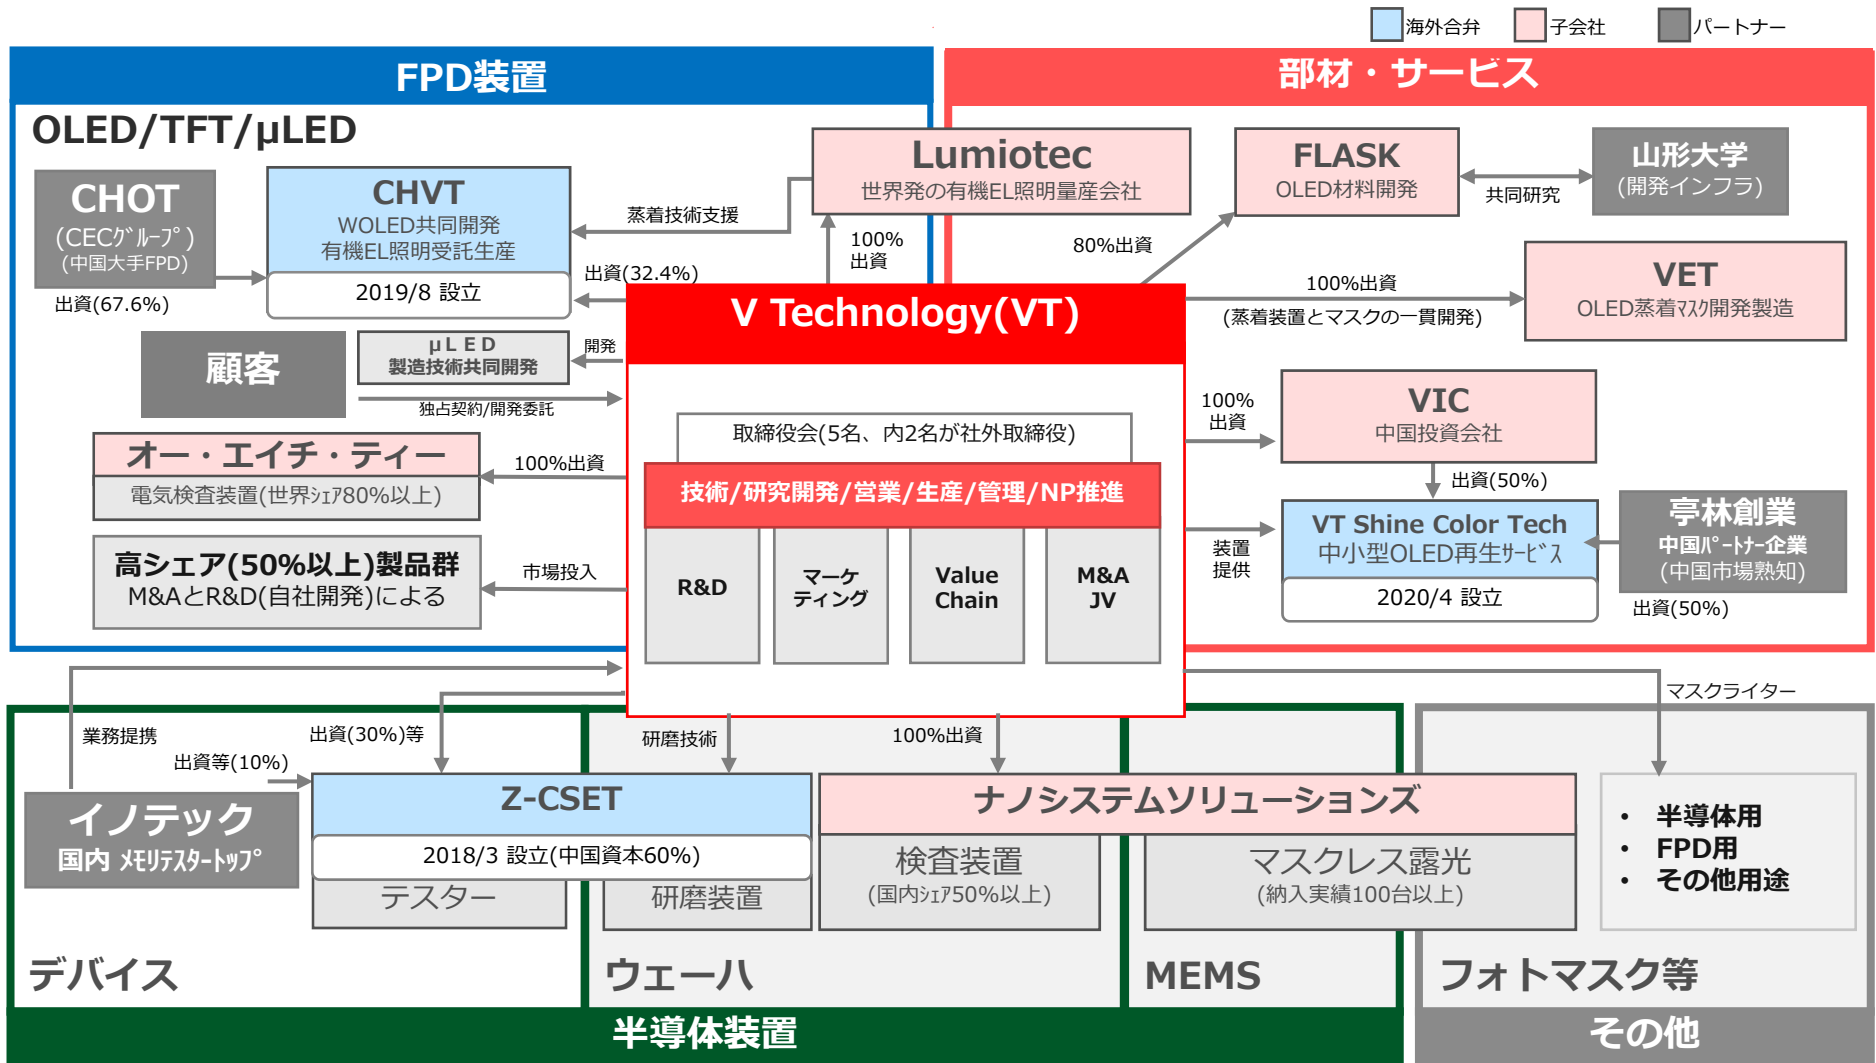 海外合弁
子会社
パートナー
FPD装置
部材・サービス
OLED/TFT/μLED
CHOT
(CECｸﾞﾙｰﾌﾟ)
(中国大手FPD)
出資(67.6%)
CHVT
WOLED共同開発
有機EL照明受託生産
2019/8 設立
蒸着技術支援
出資(32.4%)
Lumiotec
世界発の有機EL照明量産会社
100%
出資
FLASK
OLED材料開発
80%出資
共同研究
山形大学
(開発インフラ)
VET
OLED蒸着ﾏｽｸ開発製造
100%出資
(蒸着装置とマスクの一貫開発)
顧客
μＬＥＤ
製造技術共同開発
開発
独占契約/開発委託
オー・エイチ・ティー
電気検査装置(世界ｼｪｱ80%以上)
100%出資
高シェア(50%以上)製品群
M&AとR&D(自社開発)による
市場投入
V Technology(VT)
取締役会(5名、内2名が社外取締役)
技術/研究開発/営業/生産/管理/NP推進
R&D
マーケ
ティング
Value
Chain
M&A
JV
100%
出資
VIC
中国投資会社
出資(50%)
VT Shine Color Tech
中小型OLED再生ｻｰﾋﾞｽ
2020/4 設立
装置
提供
亭林創業
中国ﾊﾟｰﾄﾅｰ企業
(中国市場熟知)
出資(50%)
業務提携
出資等(10%)
出資(30%)等
研磨技術
100%出資
マスクライター
イノテック
国内 ﾒﾓﾘﾃｽﾀｰﾄｯﾌﾟ
Z-CSET
2018/3 設立(中国資本60%)
テスター
研磨装置
ナノシステムソリューションズ
検査装置
(国内ｼｪｱ50%以上)
マスクレス露光
(納入実績100台以上)
• 半導体用
• FPD用
• その他用途
デバイス
ウェーハ
MEMS
フォトマスク等
半導体装置
その他